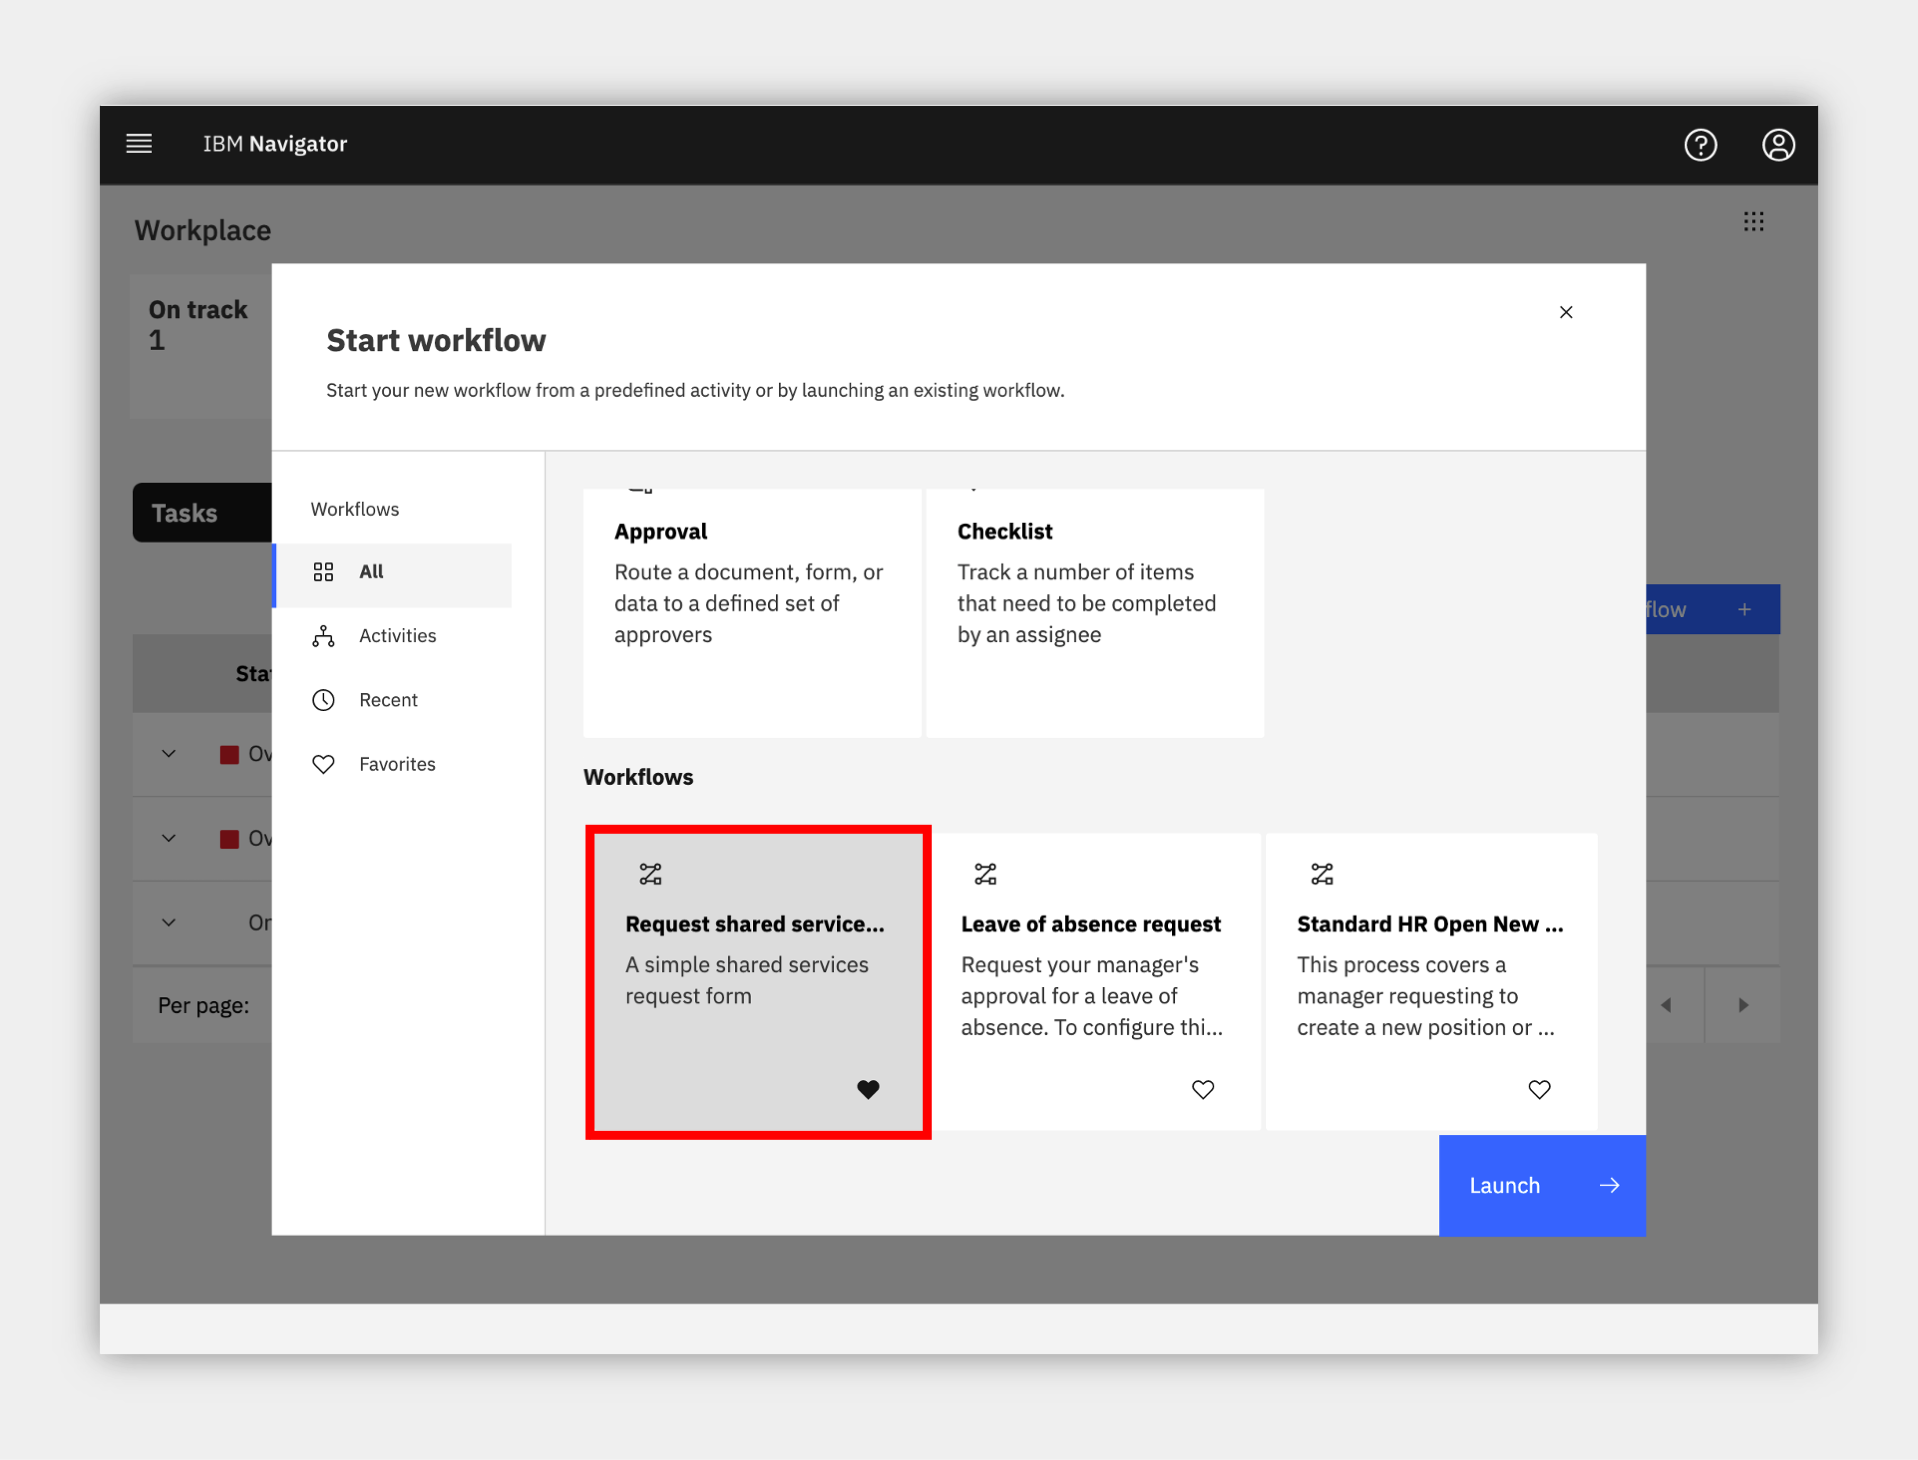 IBM Navigator
Workplace
On track
1
Start workflow
Start your new workflow from a predefined activity or by launching an existing workflow.
Tasks
Workflows
All
Activities
Recent
Favorites
Approval
Route a document, form, or
data to a defined set of
approvers
Checklist
Track a number of items
that need to be completed
by an assignee
flow +
Sta
Ov
Ov
On
Per page:
Workflows
Request shared service...
A simple shared services
request form
Leave of absence request
Request your manager's
approval for a leave of
absence. To configure thi...
Standard HR Open New ...
This process covers a
manager requesting to
create a new position or ...
Launch